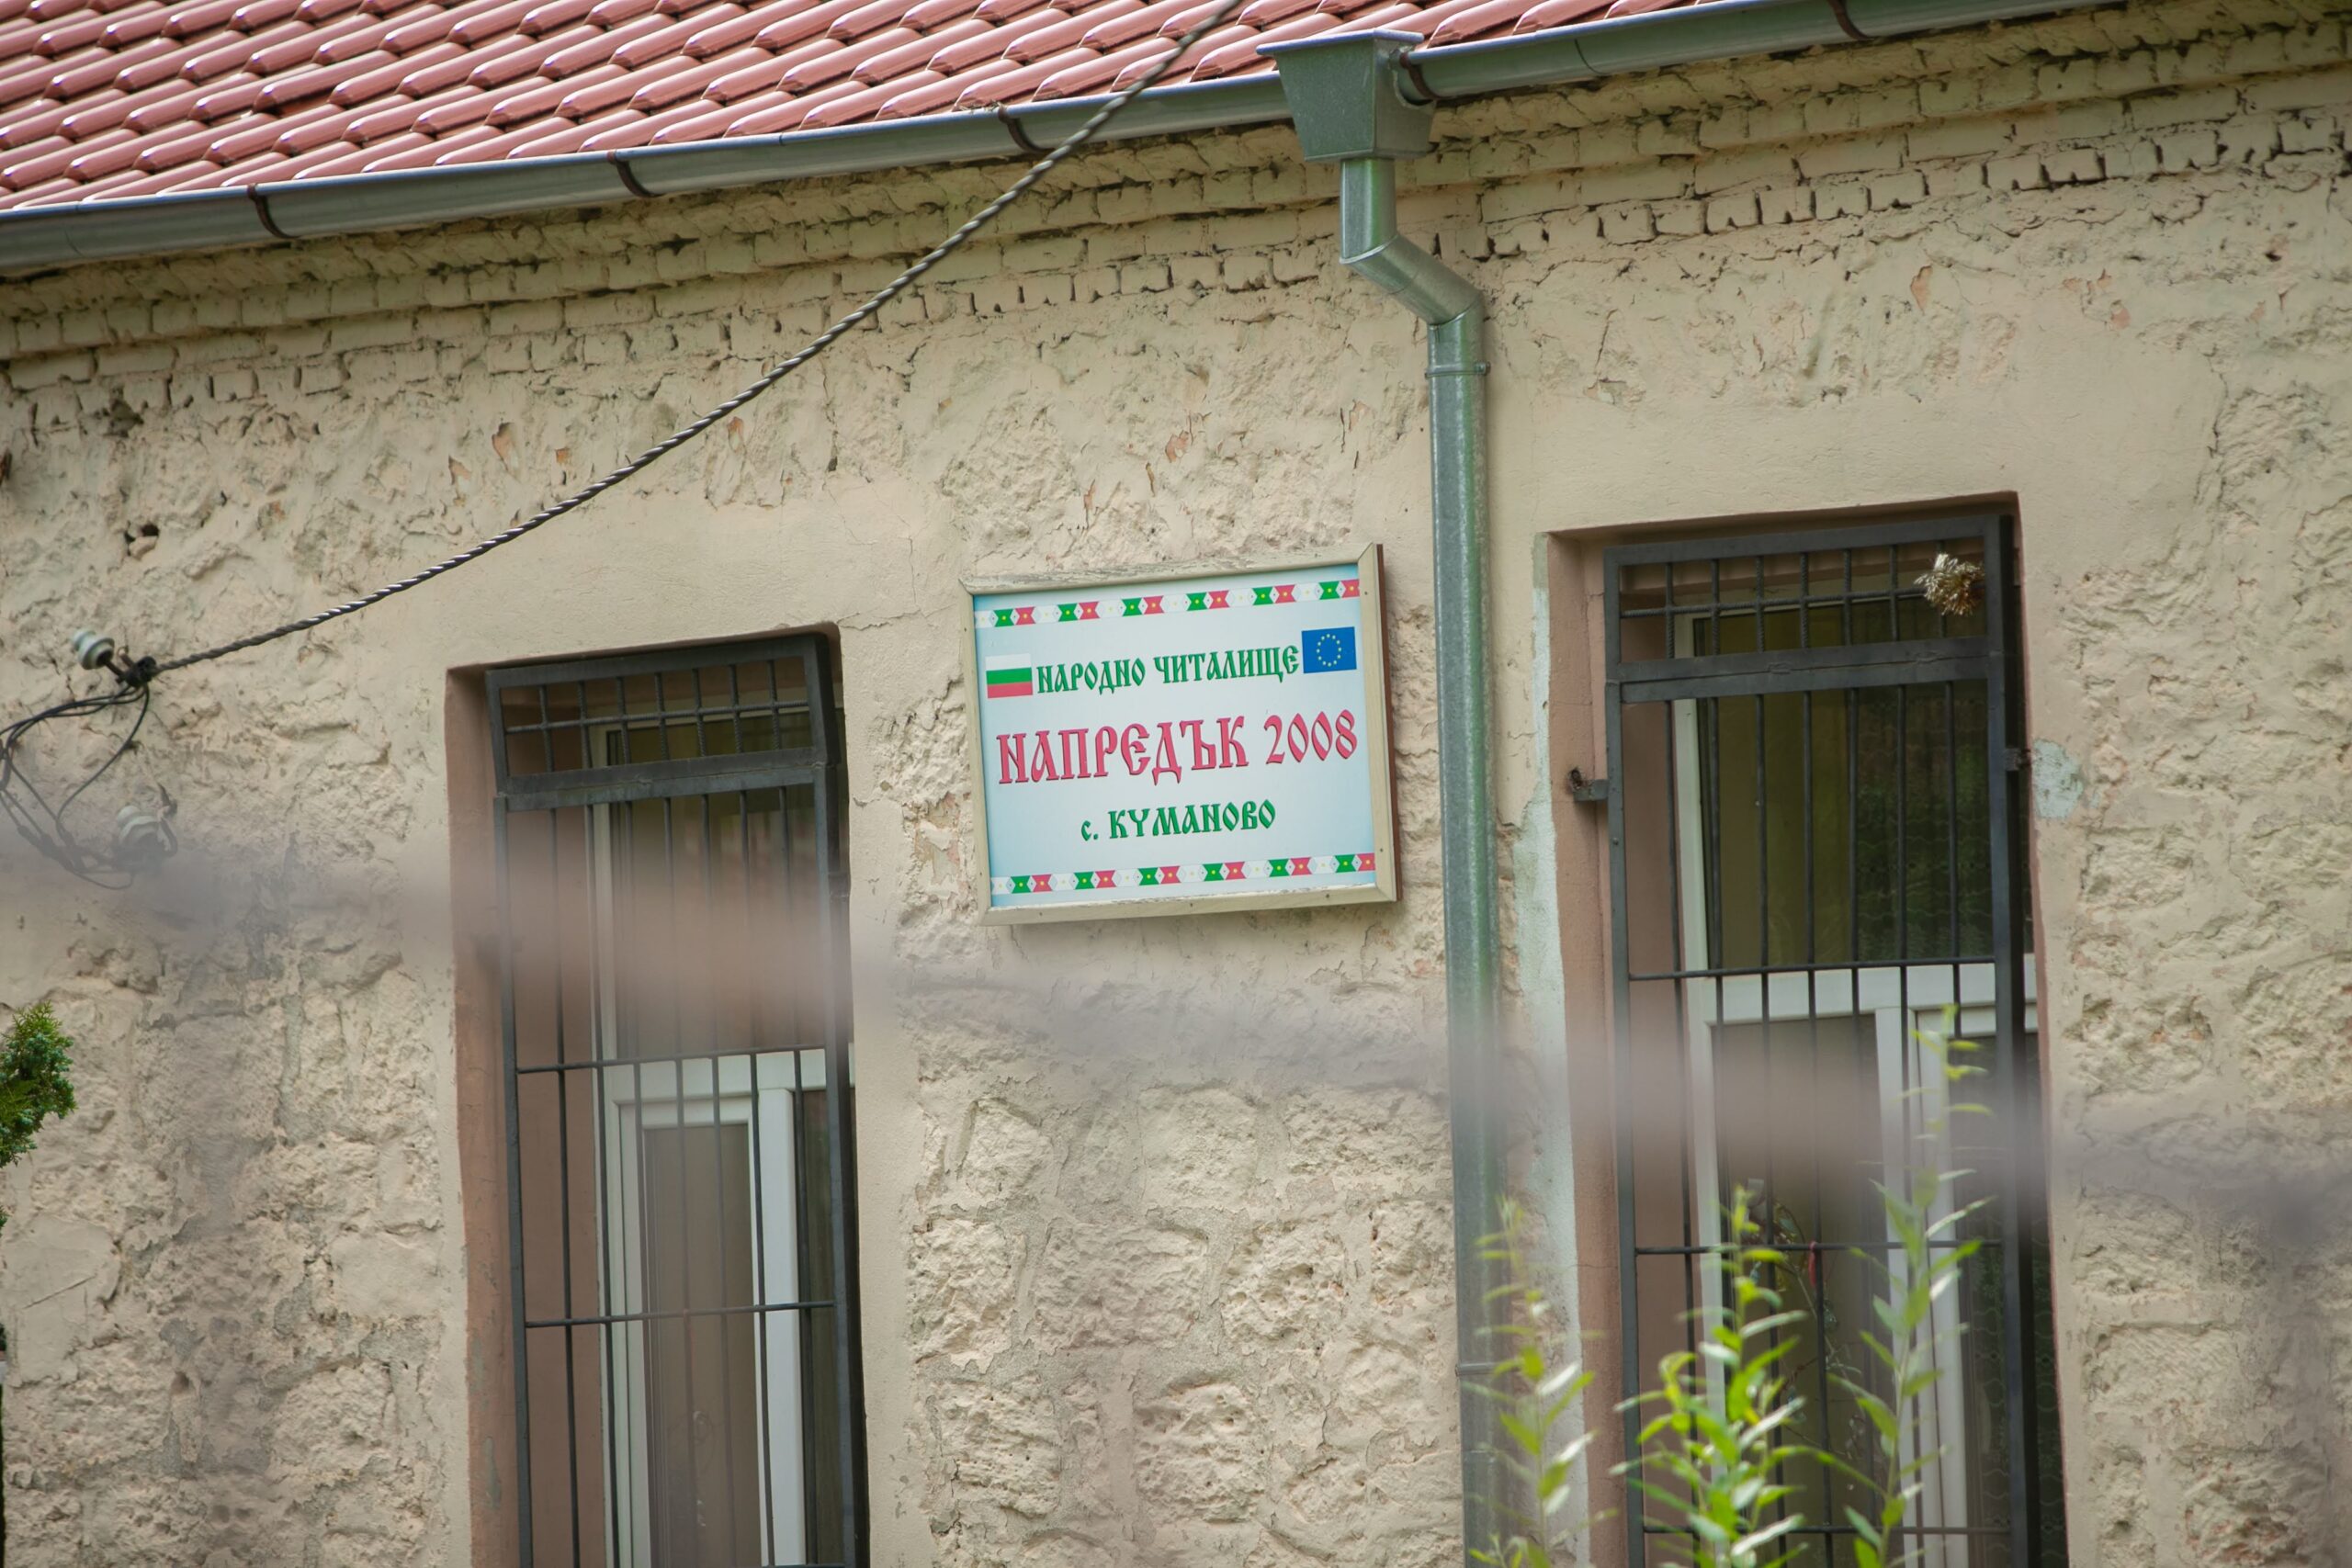 НАРОДНО ЧИТАЛИЩЕ
НАПРЕДЪК 2008
с. КУМАНОВО